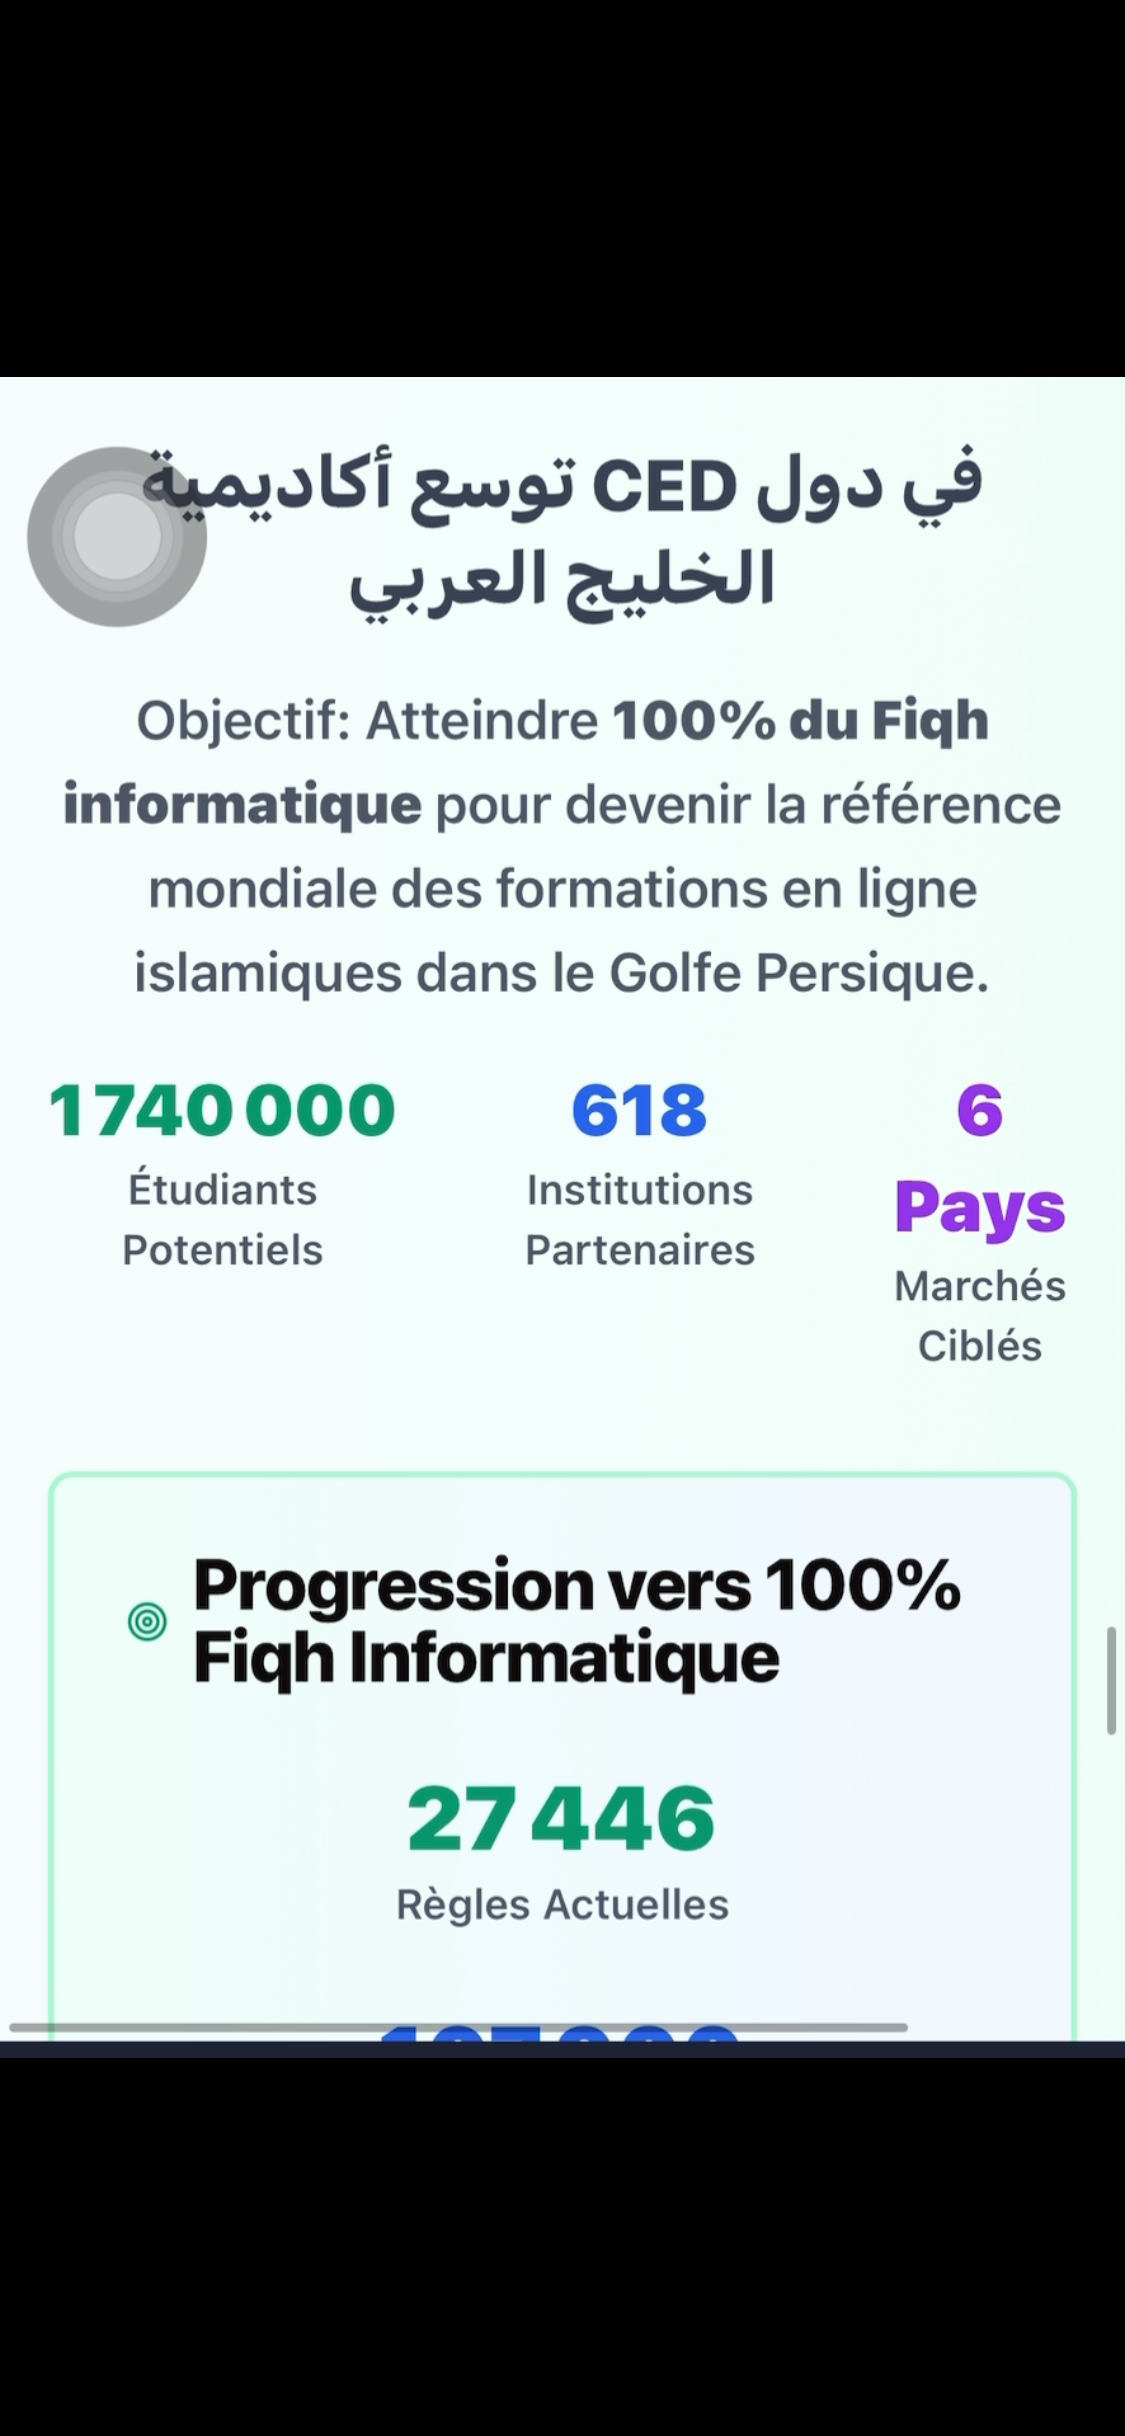 في دول CED توسع أكاديمية
الخليج العربي
Objectif: Atteindre 100% du Fiqh
informatique pour devenir la référence
mondiale des formations en ligne
islamiques dans le Golfe Persique.
1 740 000
Étudiants
Potentiels
618
Institutions
Partenaires
6
Pays
Marchés
Ciblés
Progression vers 100%
Fiqh Informatique
27 446
Règles Actuelles